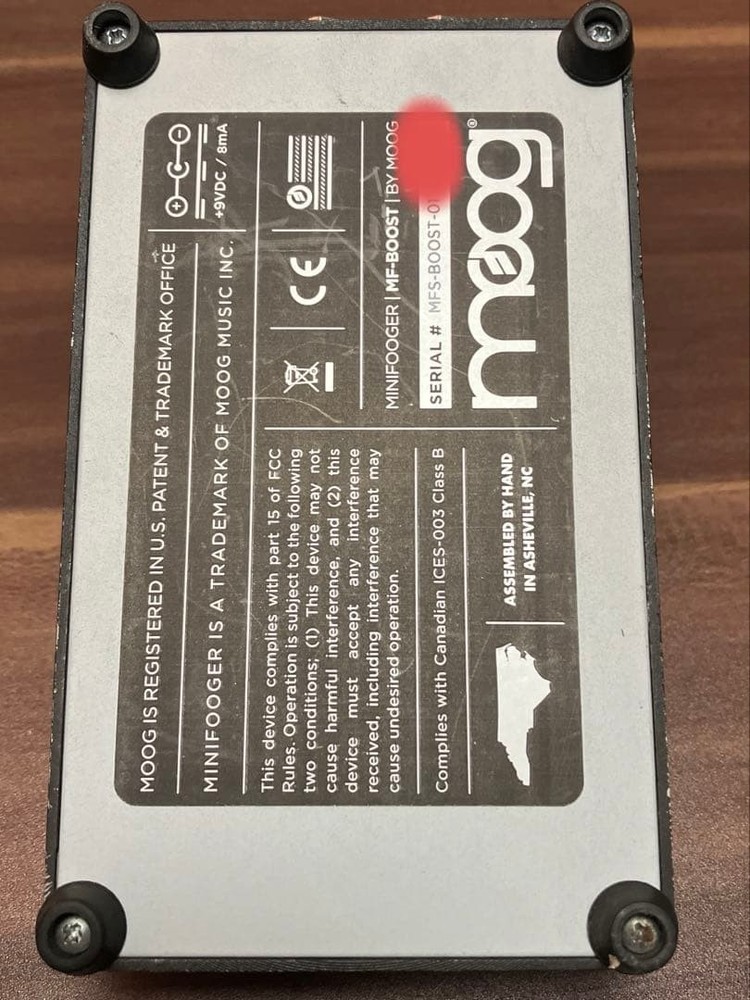 MOOG IS REGISTERED IN U.S. PATENT & TRADEMARK OFFICE
MINIFOOGER IS A TRADEMARK OF MOOG MUSIC INC.
+9VDC / 8mA
This device complies with part 15 of FCC
Rules. Operation is subject to the following
two conditions; (1) This device may not
cause harmful interference, and (2) this
device must accept any interference
received, including interference that may
cause undesired operation.
Complies with Canadian ICES-003 Class B
ASSEMBLED BY HAND
IN ASHEVILLE, NC
CE
MINIFOOGER | MF-BOOST | BY MOOG
SERIAL # MFS-BOOST-0
moog®